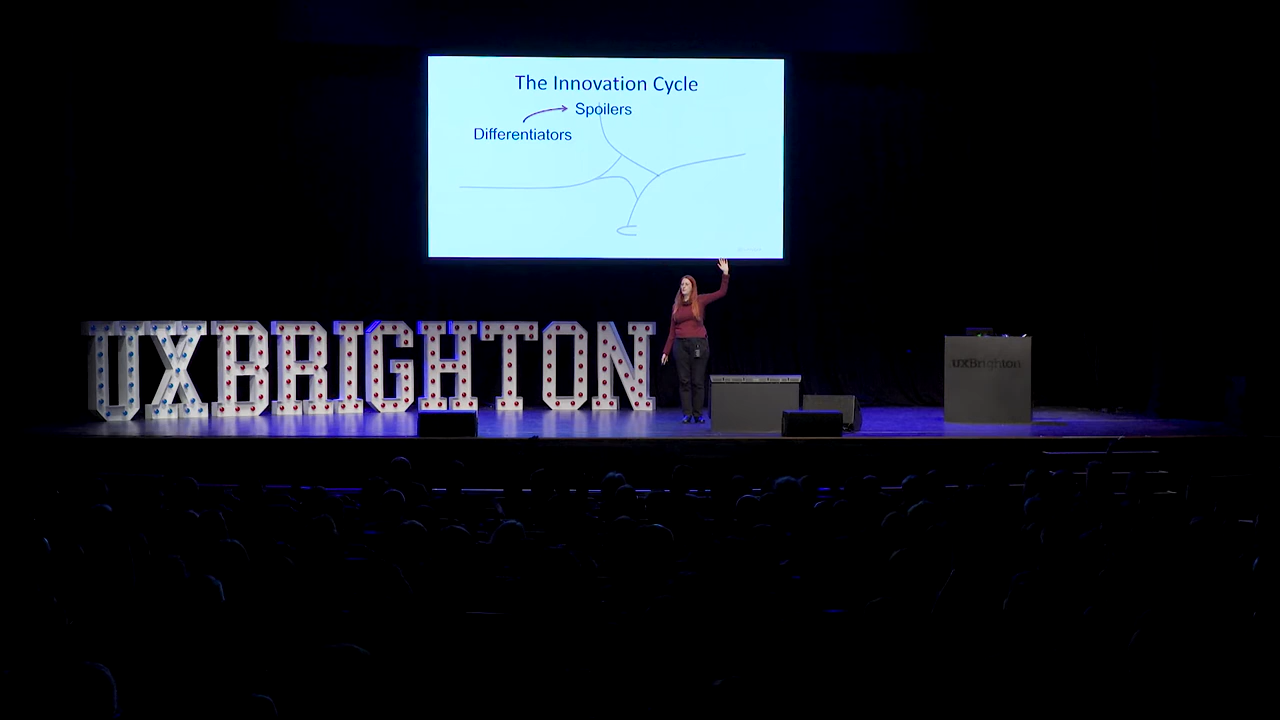 The Innovation Cycle
Spoilers
Differentiators
UXBRIGHTON
UXBrighton